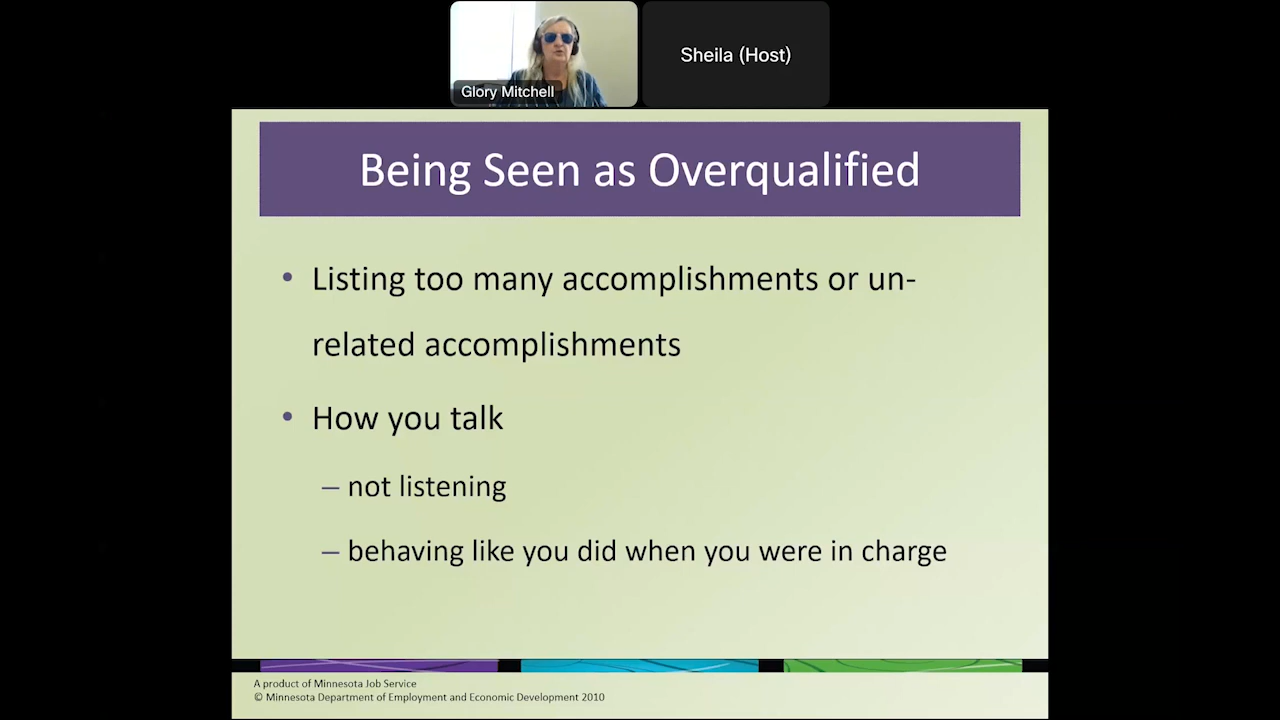 Glory Mitchell
Sheila (Host)
Being Seen as Overqualified
• Listing too many accomplishments or un-
related accomplishments
• How you talk
– not listening
– behaving like you did when you were in charge
A product of Minnesota Job Service
© Minnesota Department of Employment and Economic Development 2010